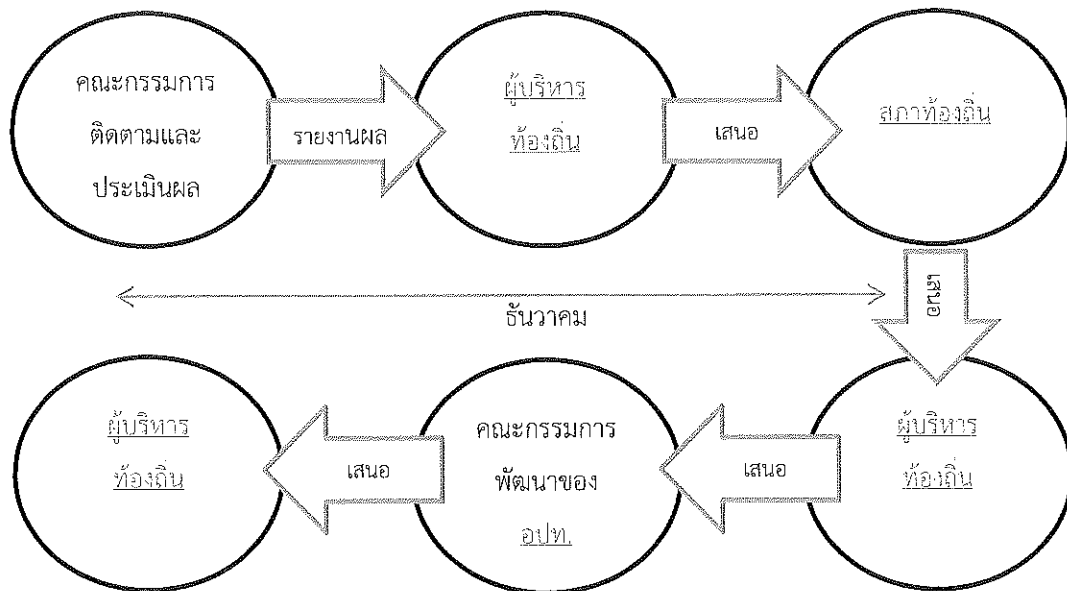 คณะกรรมการ
ติดตามและ
ประเมินผล
รายงานผล
ผู้บริหาร
ท้องถิ่น
เสนอ
สภาท้องถิ่น
เสนอ
ธันวาคม
ผู้บริหาร
ท้องถิ่น
เสนอ
คณะกรรมการ
พัฒนาของ
อปท.
เสนอ
ผู้บริหาร
ท้องถิ่น